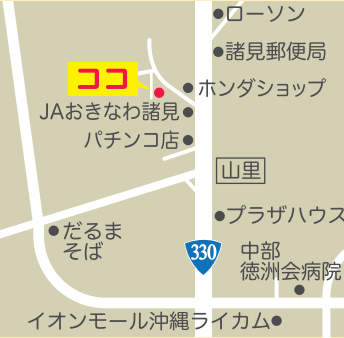 ローソン
諸見郵便局
ココ
ホンダショップ
JAおきなわ諸見
パチンコ店
山里
プラザハウス
だるま
そば
330
中部
徳洲会病院
イオンモール沖縄ライカム